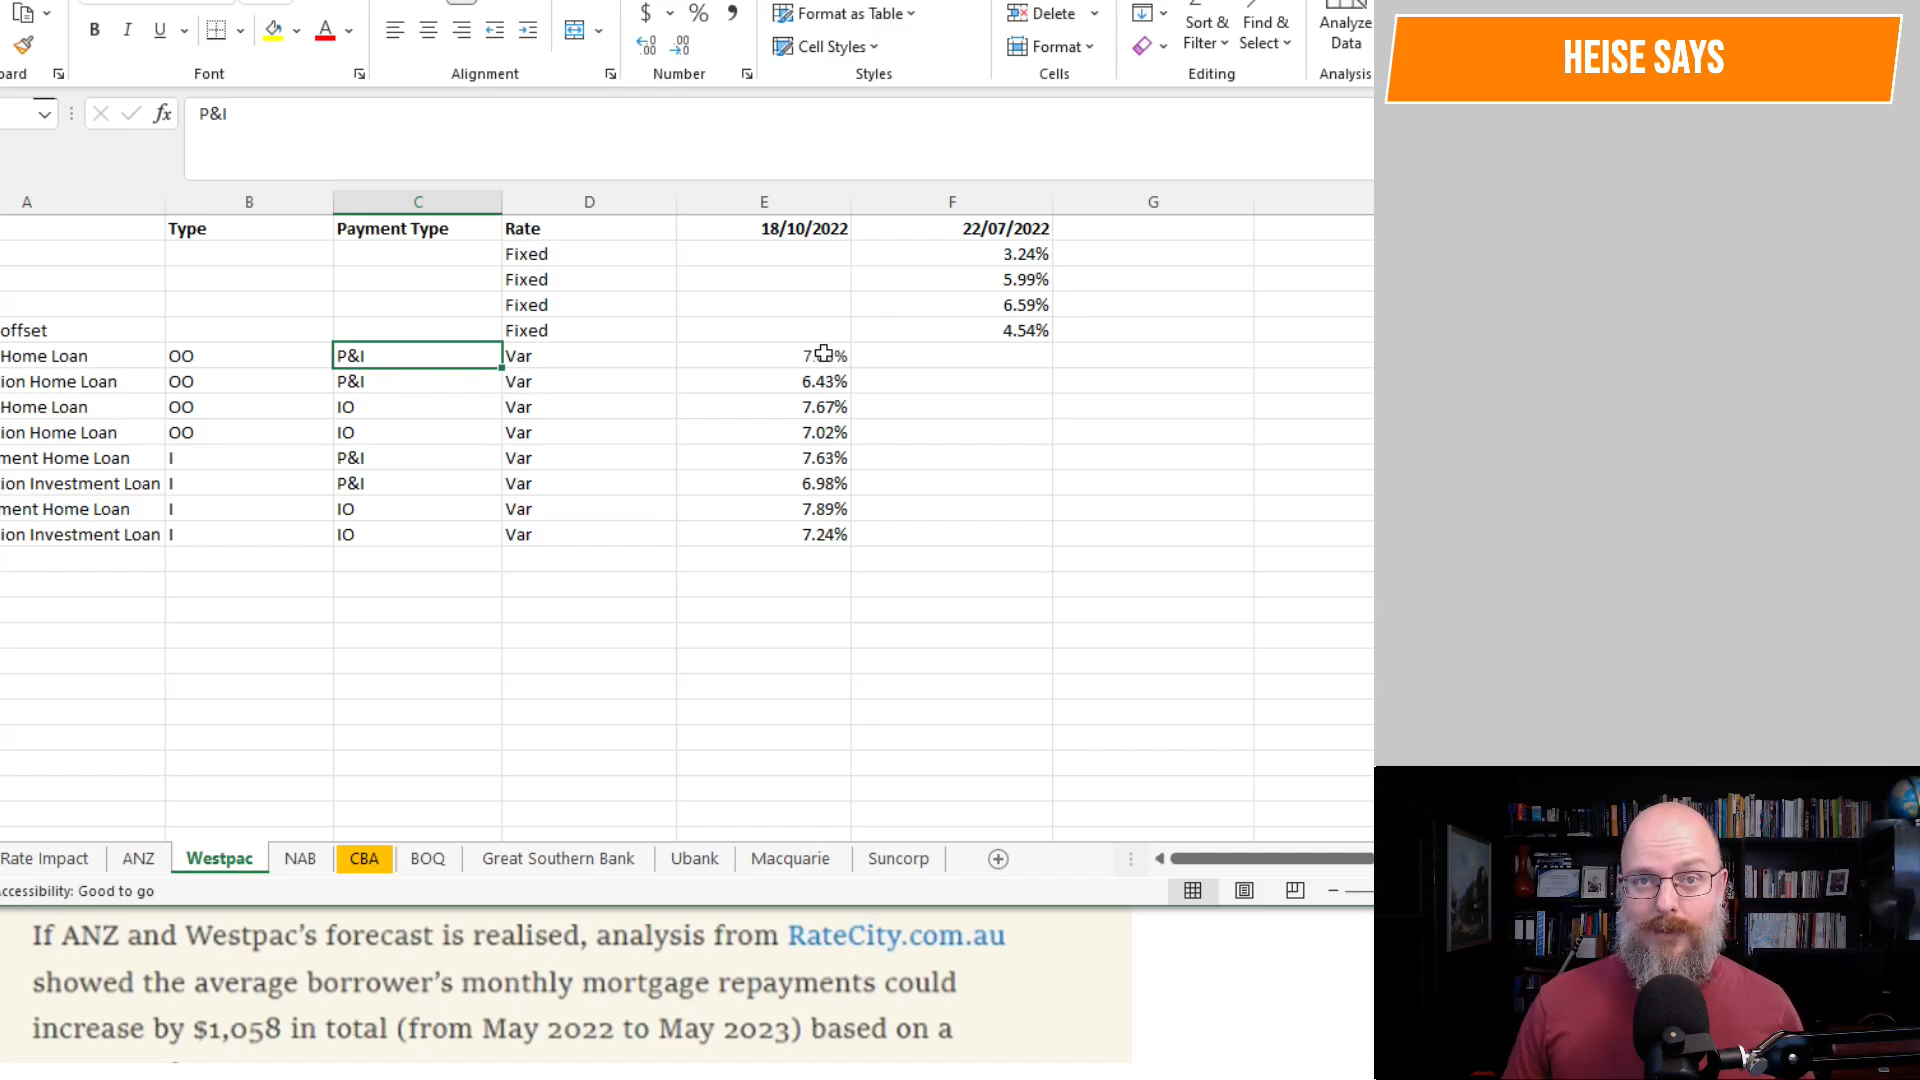 HEISE SAYS
$ % Format as Table Delete Sort & Find & Analyze
B I U A Cell Styles Format Filter Select Data
ard Font Alignment Number Styles Cells Editing Analysis
fx P&I
A B C D E F G
Type Payment Type Rate 18/10/2022 22/07/2022
Fixed 3.24%
Fixed 5.99%
Fixed 6.59%
offset Fixed 4.54%
Home Loan OO P&I Var
ion Home Loan OO P&I Var 6.43%
Home Loan OO IO Var 7.67%
ion Home Loan OO IO Var 7.02%
ment Home Loan I P&I Var 7.63%
ion Investment Loan I P&I Var 6.98%
ment Home Loan I IO Var 7.89%
ion Investment Loan I IO Var 7.24%
Rate Impact ANZ Westpac NAB CBA BOQ Great Southern Bank Ubank Macquarie Suncorp
ccessibility: Good to go
If ANZ and Westpac's forecast is realised, analysis from RateCity.com.au
showed the average borrower's monthly mortgage repayments could
increase by $1,058 in total (from May 2022 to May 2023) based on a